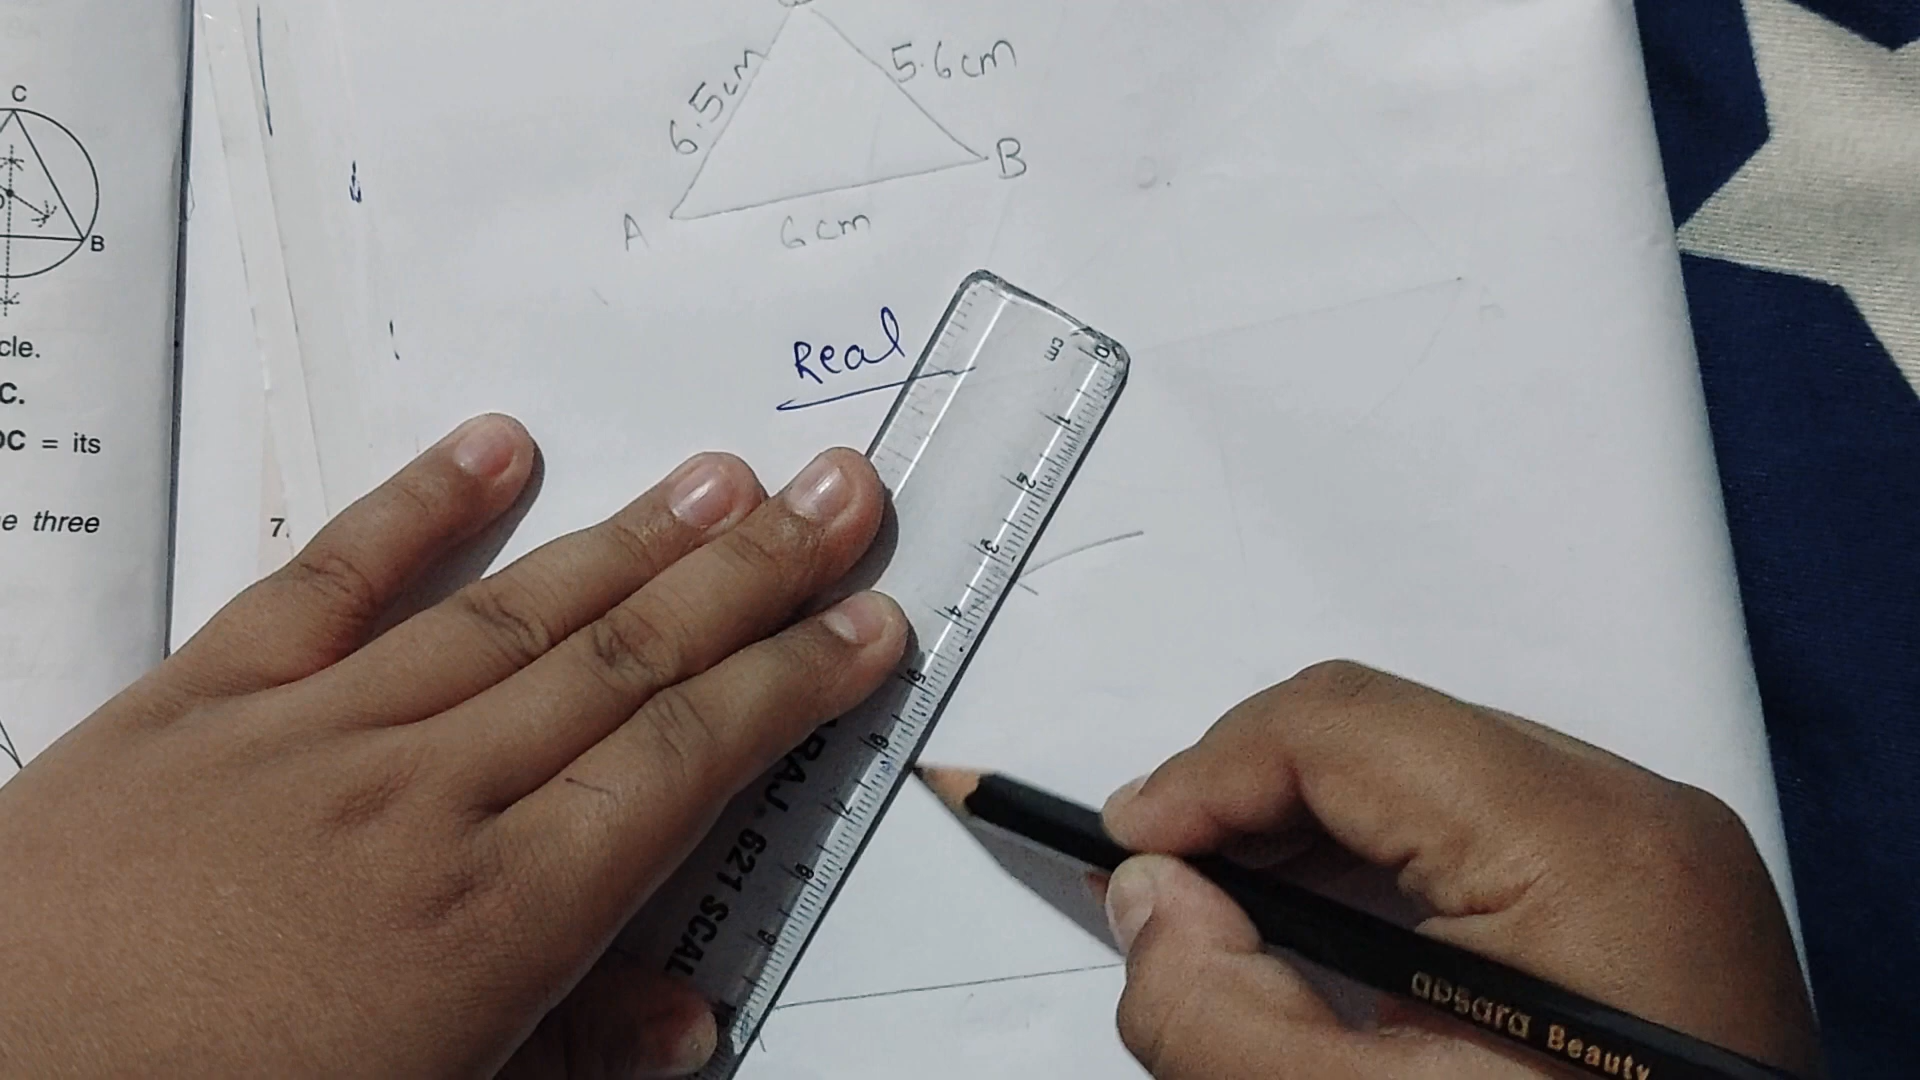 C
B
cle.
C.
OC = its
e three
7.
6.5cm
5.6cm
A
B
6cm
Real
cm
0
1
2
3
4
5
6
7
8
9
RAJ. 621 SCAL
apsara Beauty